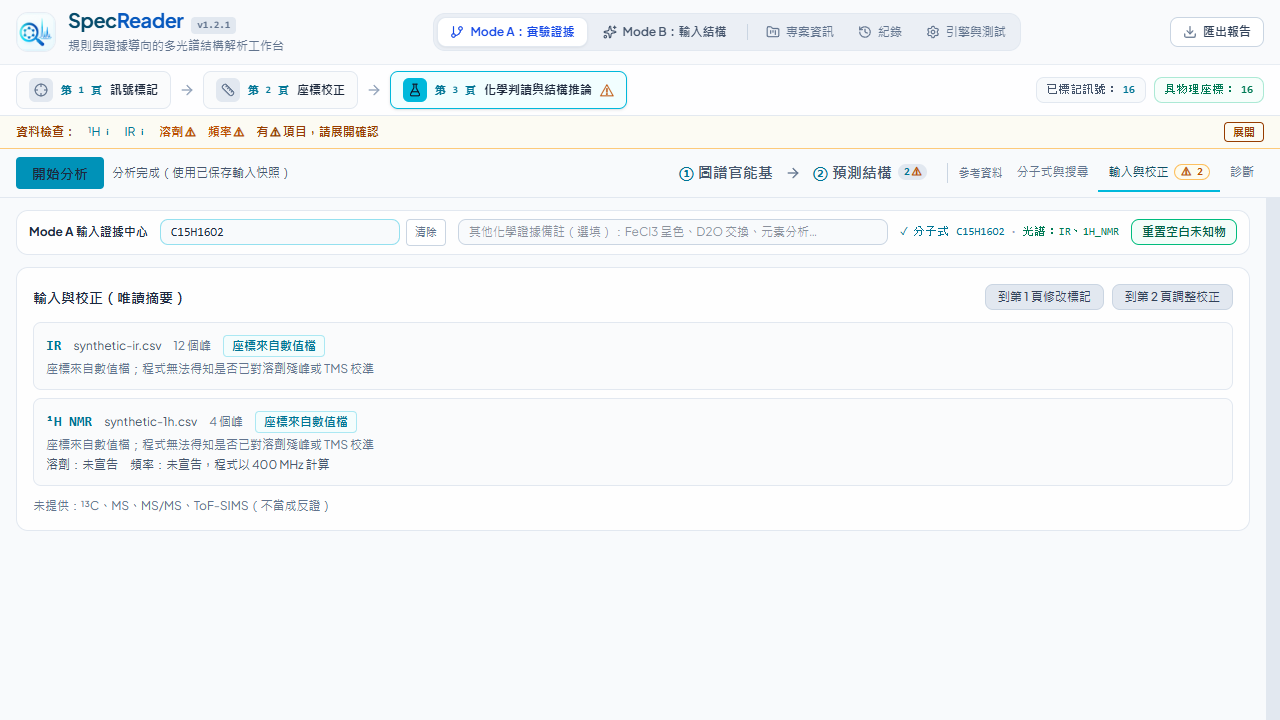 SpecReader v1.2.1
規則與證據導向的多光譜結構解析工作台
Mode A：實驗證據
Mode B：輸入結構
專案資訊
紀錄
引擎與測試
匯出報告
第 1 頁 訊號標記
第 2 頁 座標校正
第 3 頁 化學判讀與結構推論
已標記訊號： 16
具物理座標： 16
資料檢查： ¹H i IR i 溶劑⚠ 頻率⚠ 有⚠項目，請展開確認
展開
開始分析
分析完成（使用已保存輸入快照）
① 圖譜官能基 → ② 預測結構 2⚠
參考資料
分子式與搜尋
輸入與校正 ⚠ 2
診斷
Mode A 輸入證據中心
C15H16O2
清除
其他化學證據備註（選填）：FeCl3 呈色、D2O 交換、元素分析…
✓ 分子式 C15H16O2 · 光譜：IR、1H_NMR
重置空白未知物
輸入與校正（唯讀摘要）
到第 1 頁修改標記
到第 2 頁調整校正
IR synthetic-ir.csv 12 個峰 座標來自數值檔
座標來自數值檔；程式無法得知是否已對溶劑殘峰或 TMS 校準
¹H NMR synthetic-1h.csv 4 個峰 座標來自數值檔
座標來自數值檔；程式無法得知是否已對溶劑殘峰或 TMS 校準
溶劑：未宣告 頻率：未宣告，程式以 400 MHz 計算
未提供：¹³C、MS、MS/MS、ToF-SIMS（不當成反證）